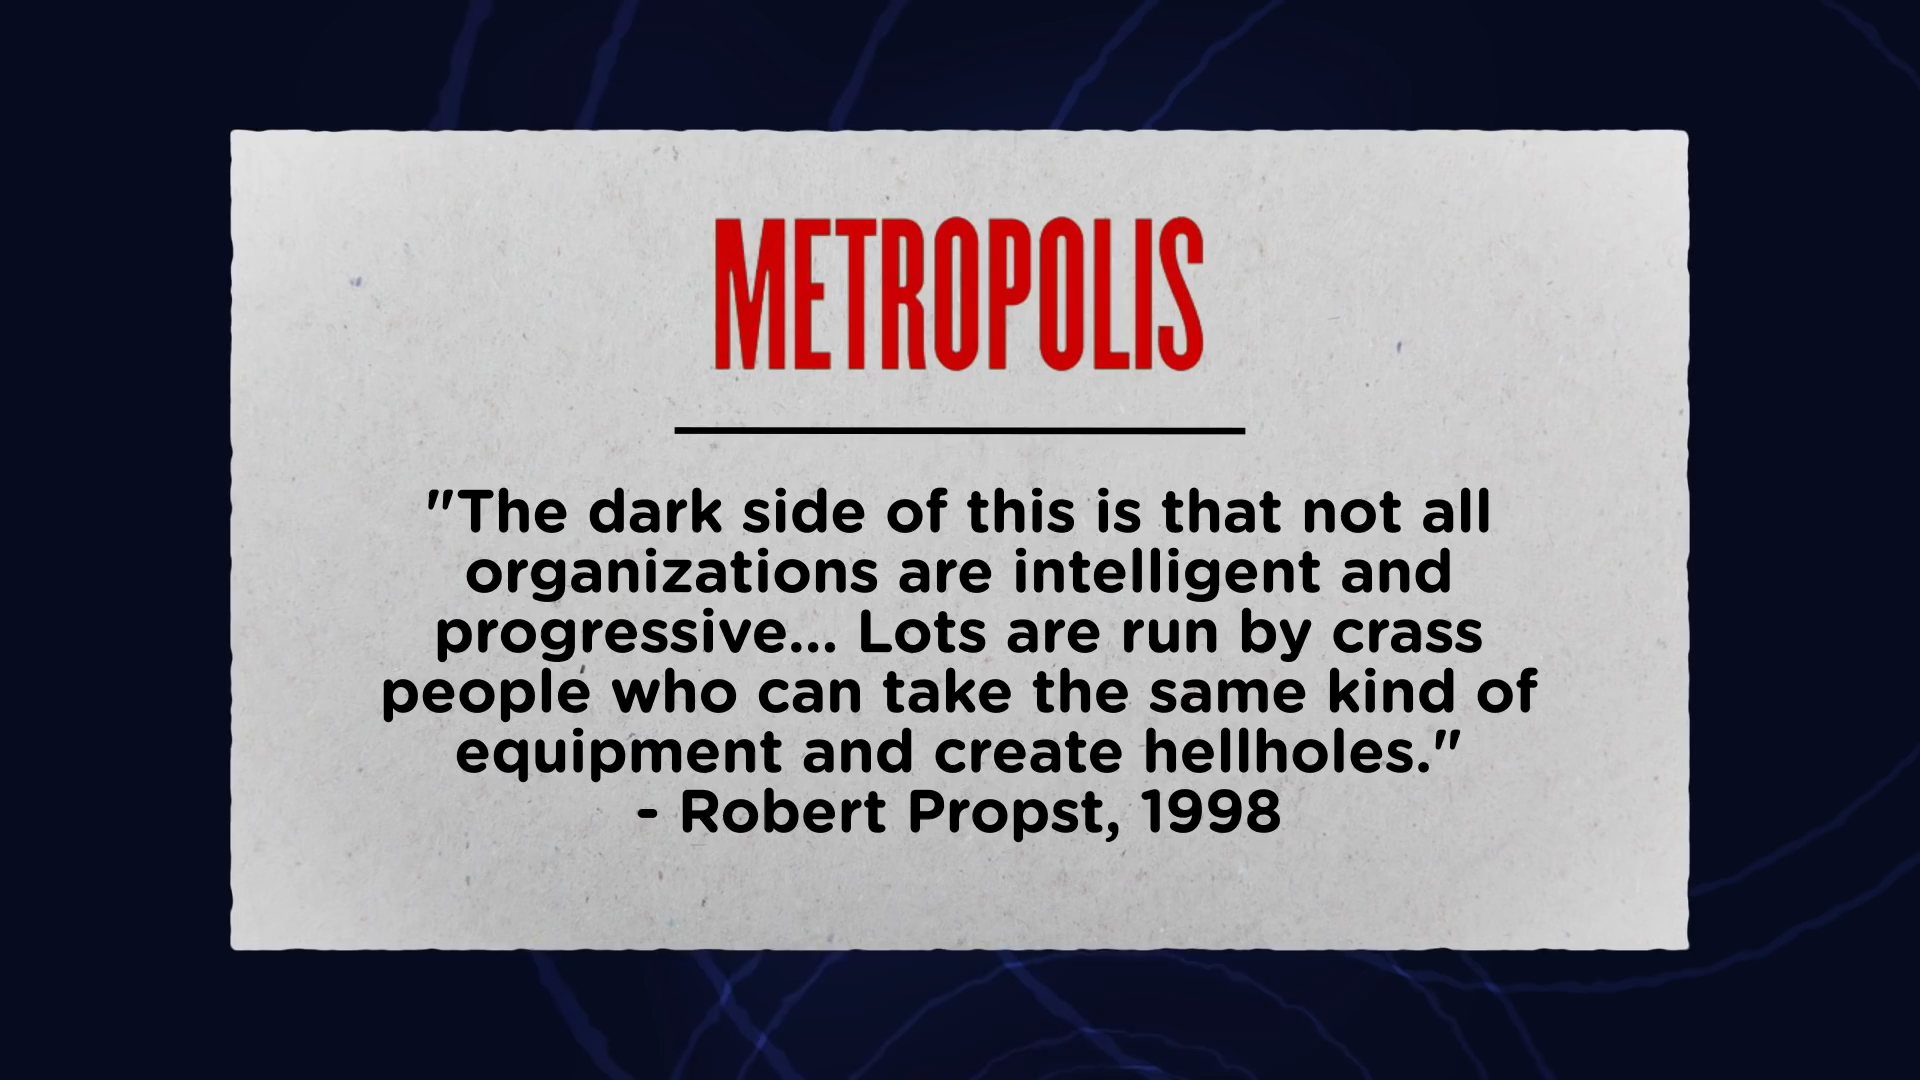 METROPOLIS
"The dark side of this is that not all
organizations are intelligent and
progressive... Lots are run by crass
people who can take the same kind of
equipment and create hellholes."
- Robert Propst, 1998